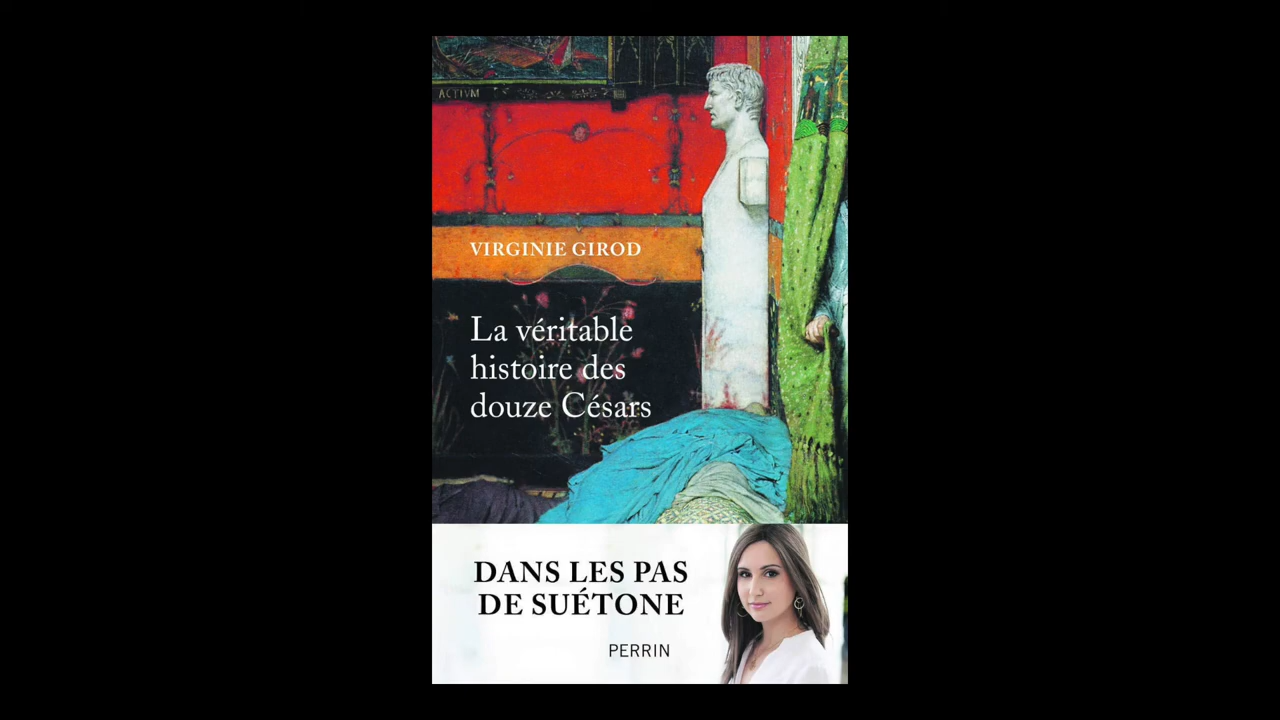 ACTIVM
VIRGINIE GIROD
La véritable
histoire des
douze Césars
DANS LES PAS
DE SUÉTONE
PERRIN